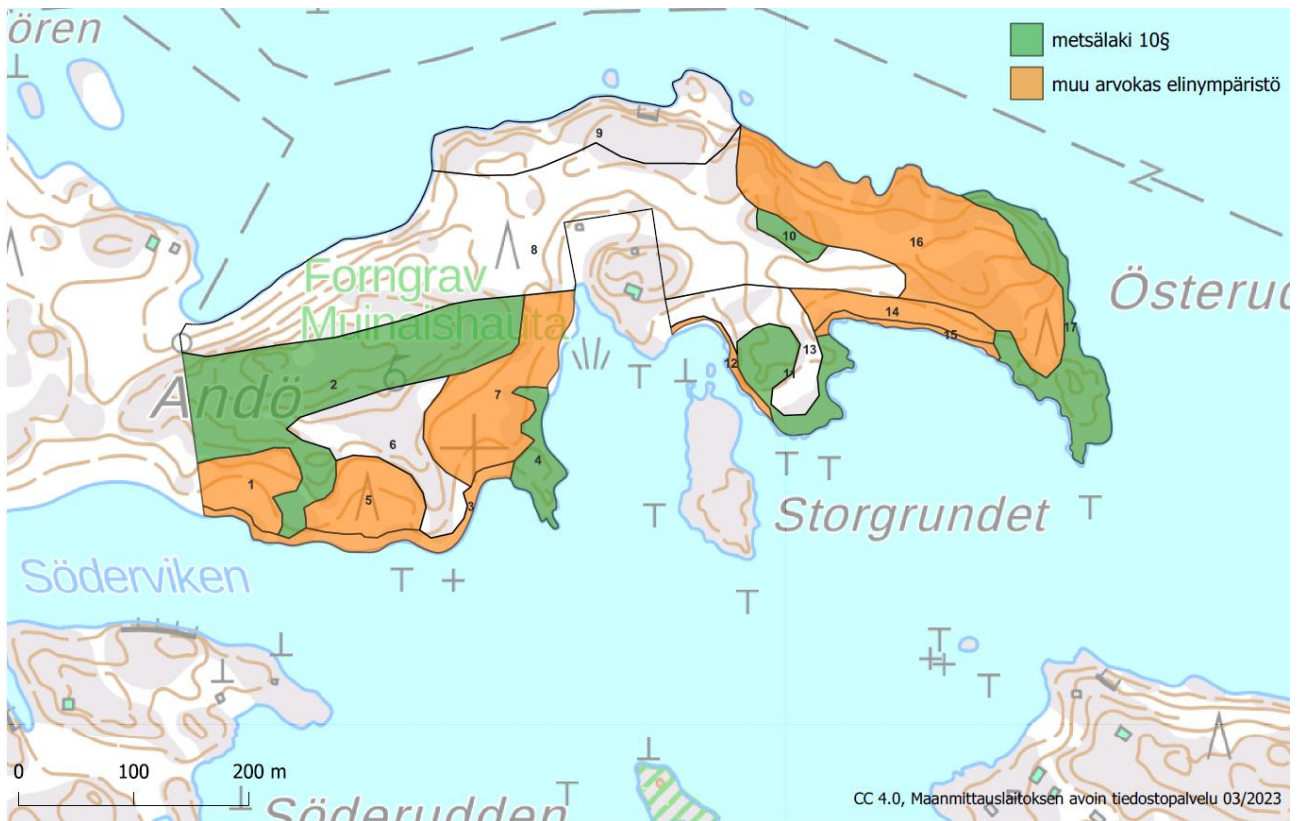 ören
metsälaki 10§
muu arvokas elinympäristö
9
10
16
8
Forngrav
Muinaishauta
Österud
14
17
15
13
12
11
2
Andö
7
6
4
1
5
3
Storgrundet
Söderviken
0 100 200 m
CC 4.0, Maanmittauslaitoksen avoin tiedostopalvelu 03/2023
Söderudden